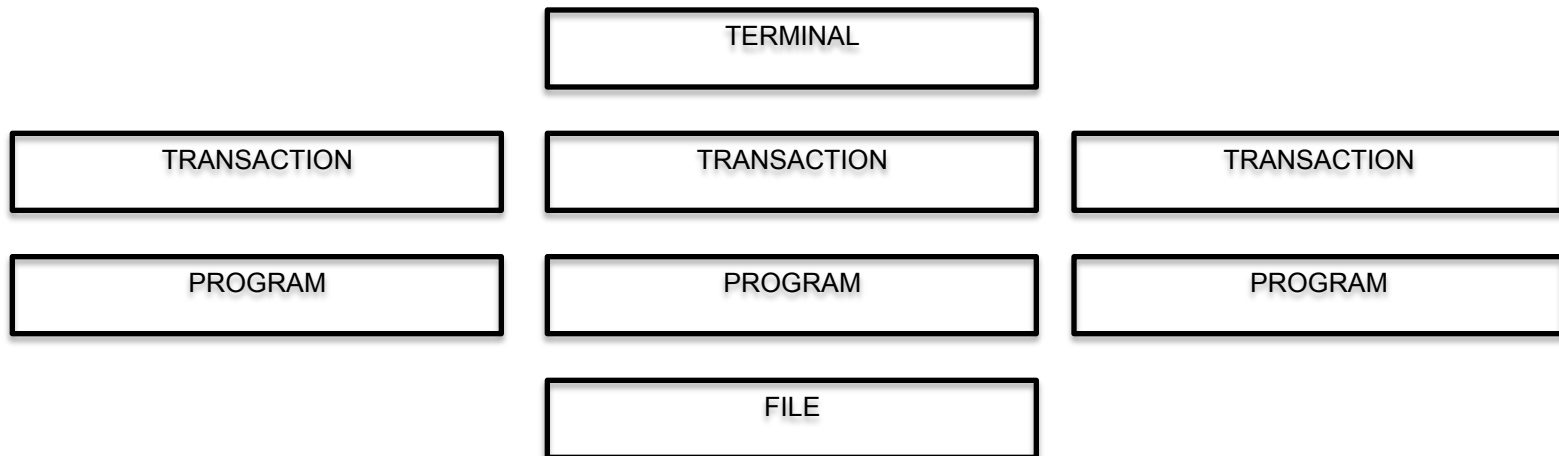 TERMINAL
TRANSACTION
TRANSACTION
TRANSACTION
PROGRAM
PROGRAM
PROGRAM
FILE